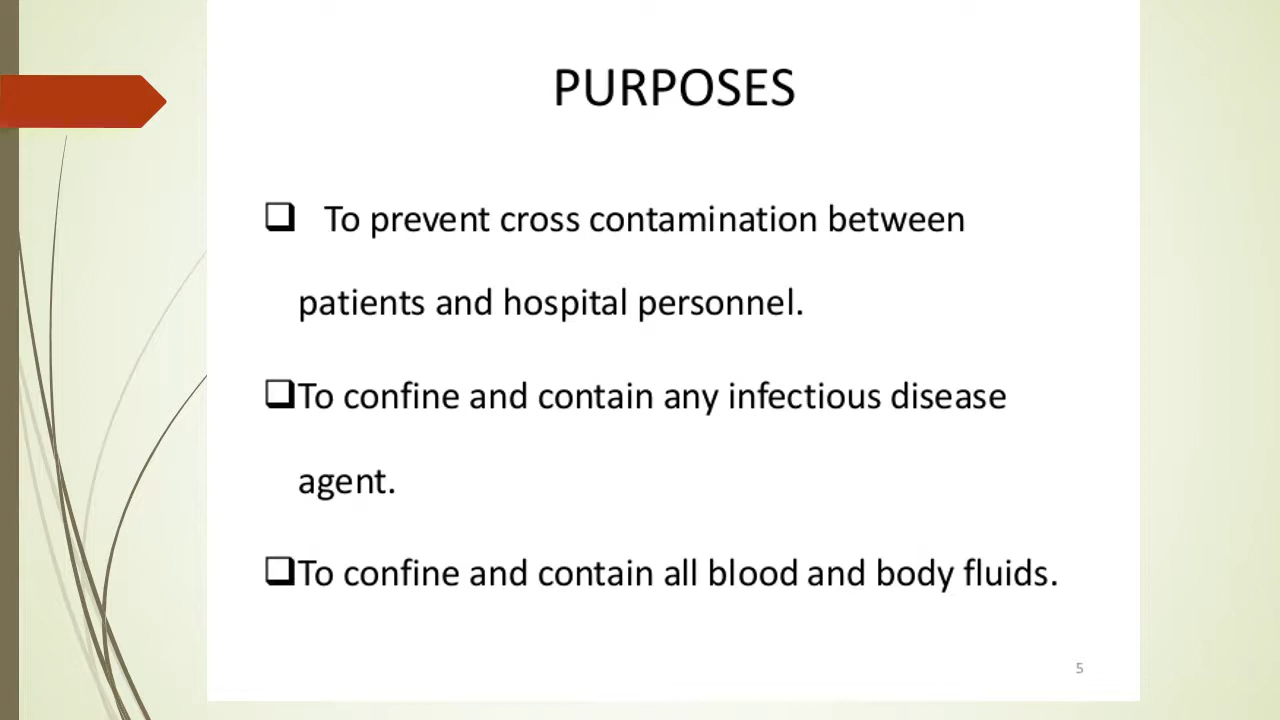 PURPOSES
❑ To prevent cross contamination between
patients and hospital personnel.
❑To confine and contain any infectious disease
agent.
❑To confine and contain all blood and body fluids.
5